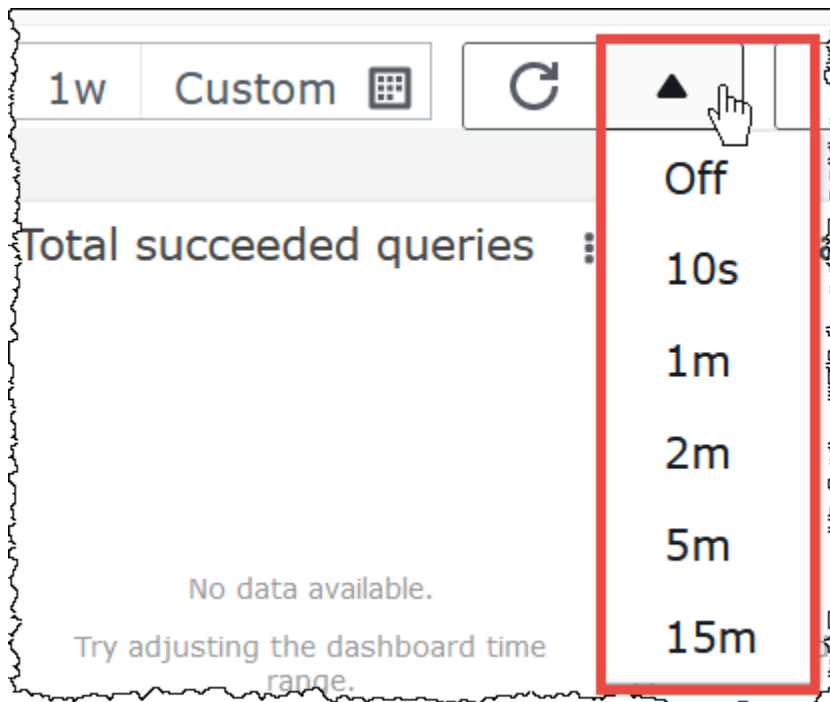 1w Custom
Off
Total succeeded queries
10s
1m
2m
5m
No data available.
15m
Try adjusting the dashboard time
range.